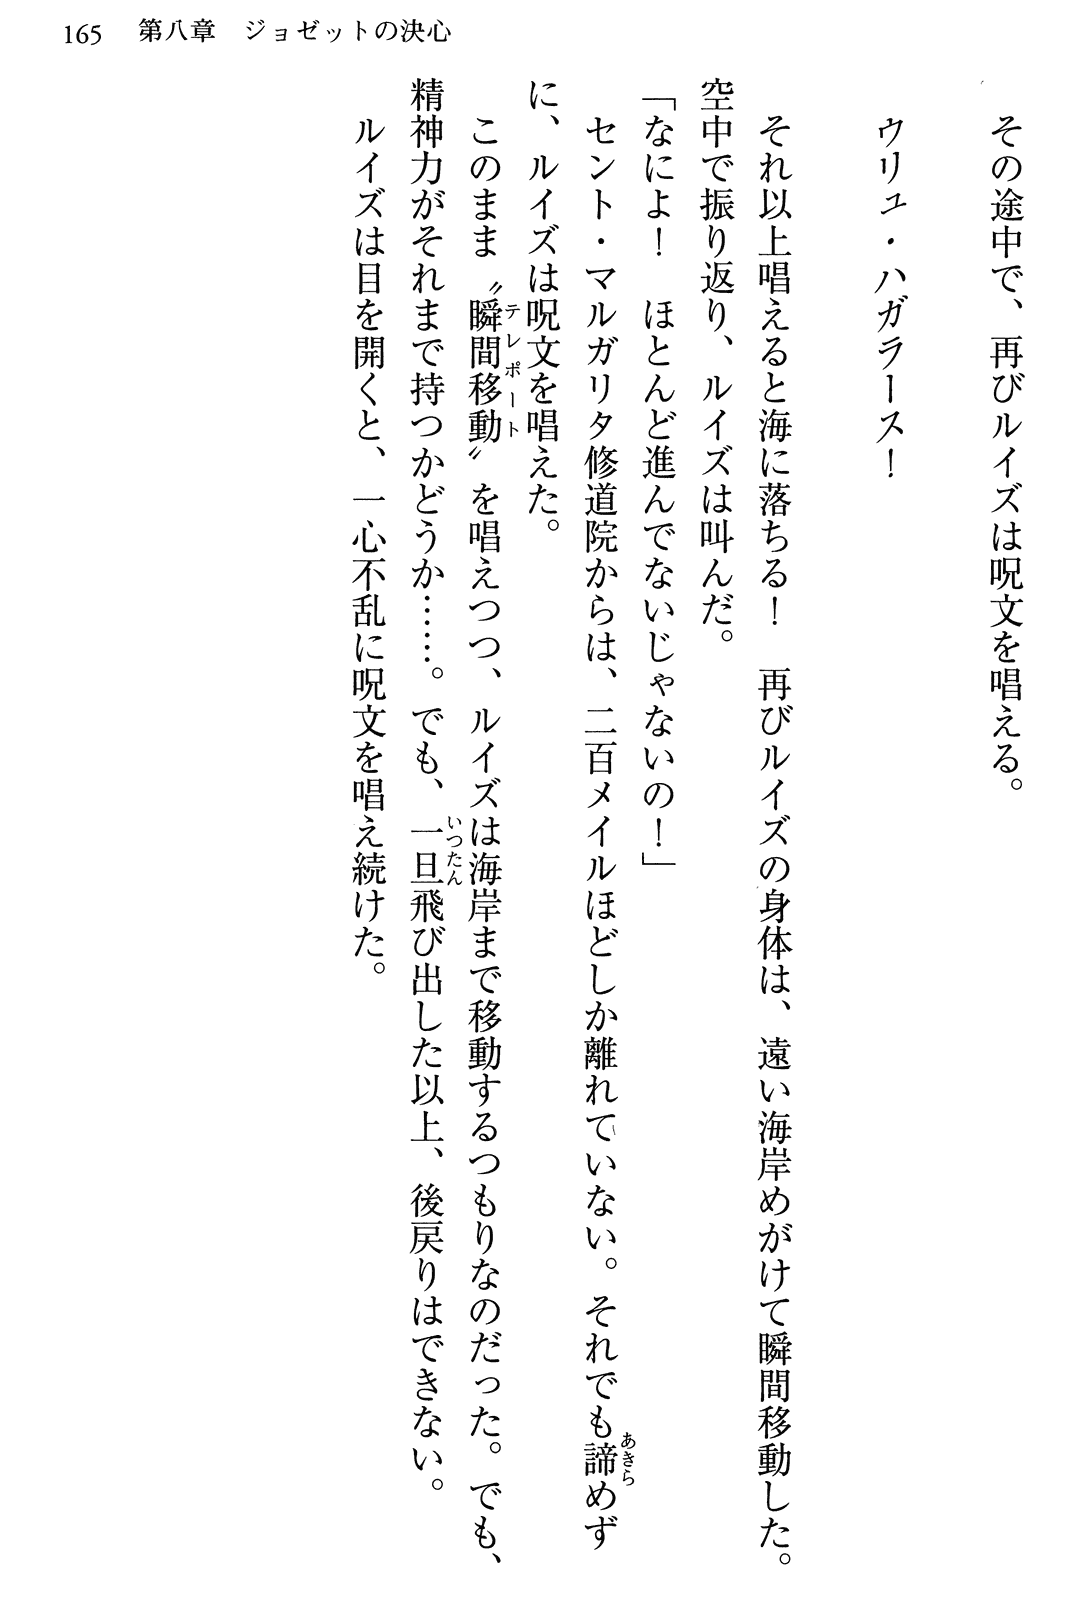 165　第八章　ジョゼットの決心
その途中で、再びルイズは呪文を唱える。
ウリュ・ハガラース！
それ以上唱えると海に落ちる！　再びルイズの身体は、遠い海岸めがけて瞬間移動した。
空中で振り返り、ルイズは叫んだ。
「なによ！　ほとんど進んでないじゃないの！」
セント・マルガリタ修道院からは、二百メイルほどしか離れていない。それでも諦めず
あきら
に、ルイズは呪文を唱えた。
このまま〝瞬間移動〟を唱えつつ、ルイズは海岸まで移動するつもりなのだった。でも、
テレポート
精神力がそれまで持つかどうか……。でも、一旦飛び出した以上、後戻りはできない。
いったん
ルイズは目を開くと、一心不乱に呪文を唱え続けた。